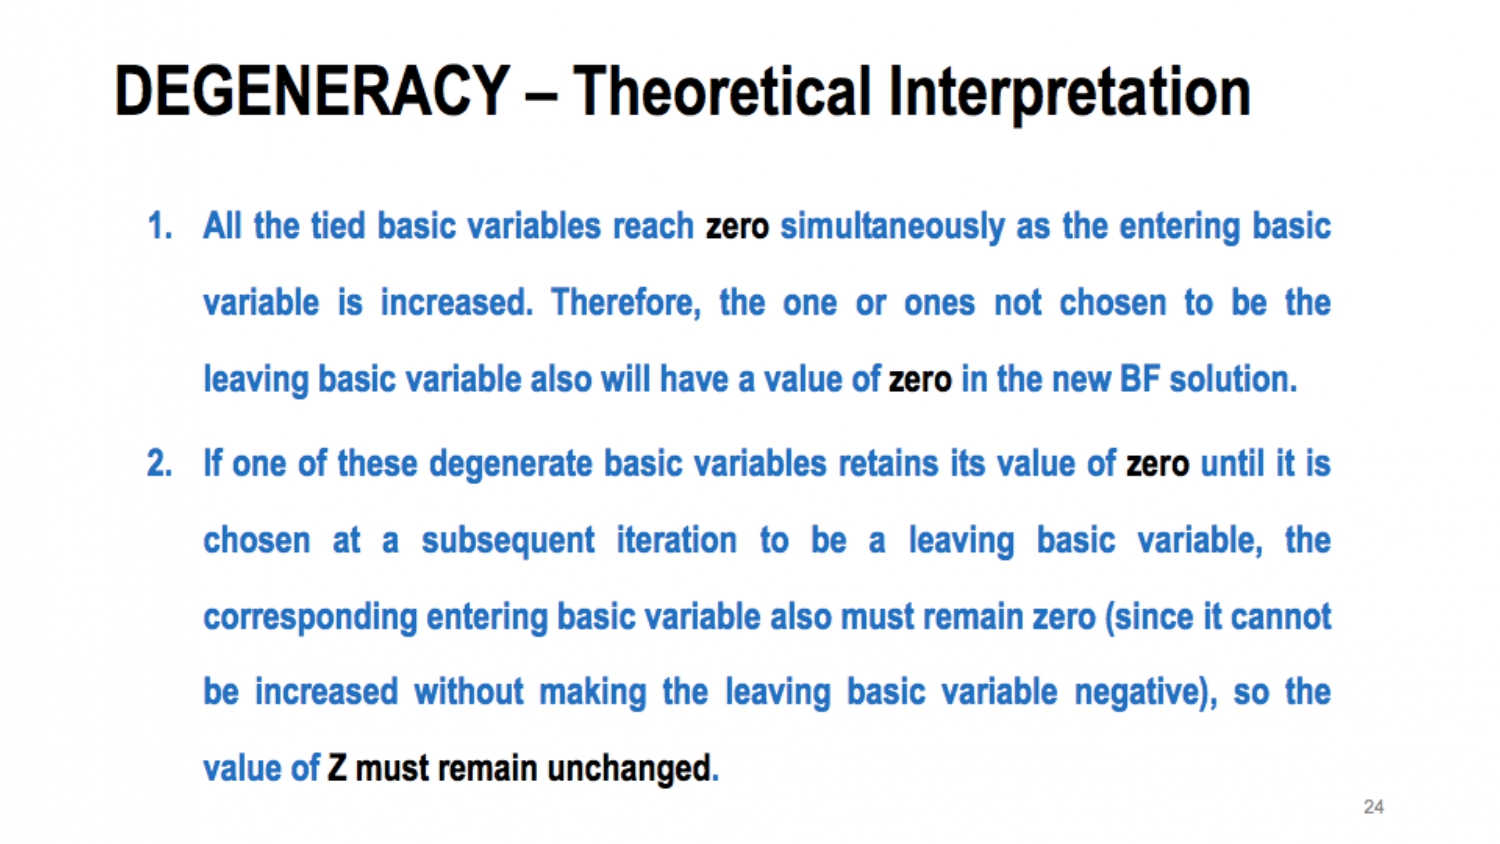 DEGENERACY – Theoretical Interpretation
1. All the tied basic variables reach zero simultaneously as the entering basic
variable is increased. Therefore, the one or ones not chosen to be the
leaving basic variable also will have a value of zero in the new BF solution.
2. If one of these degenerate basic variables retains its value of zero until it is
chosen at a subsequent iteration to be a leaving basic variable, the
corresponding entering basic variable also must remain zero (since it cannot
be increased without making the leaving basic variable negative), so the
value of Z must remain unchanged.
24